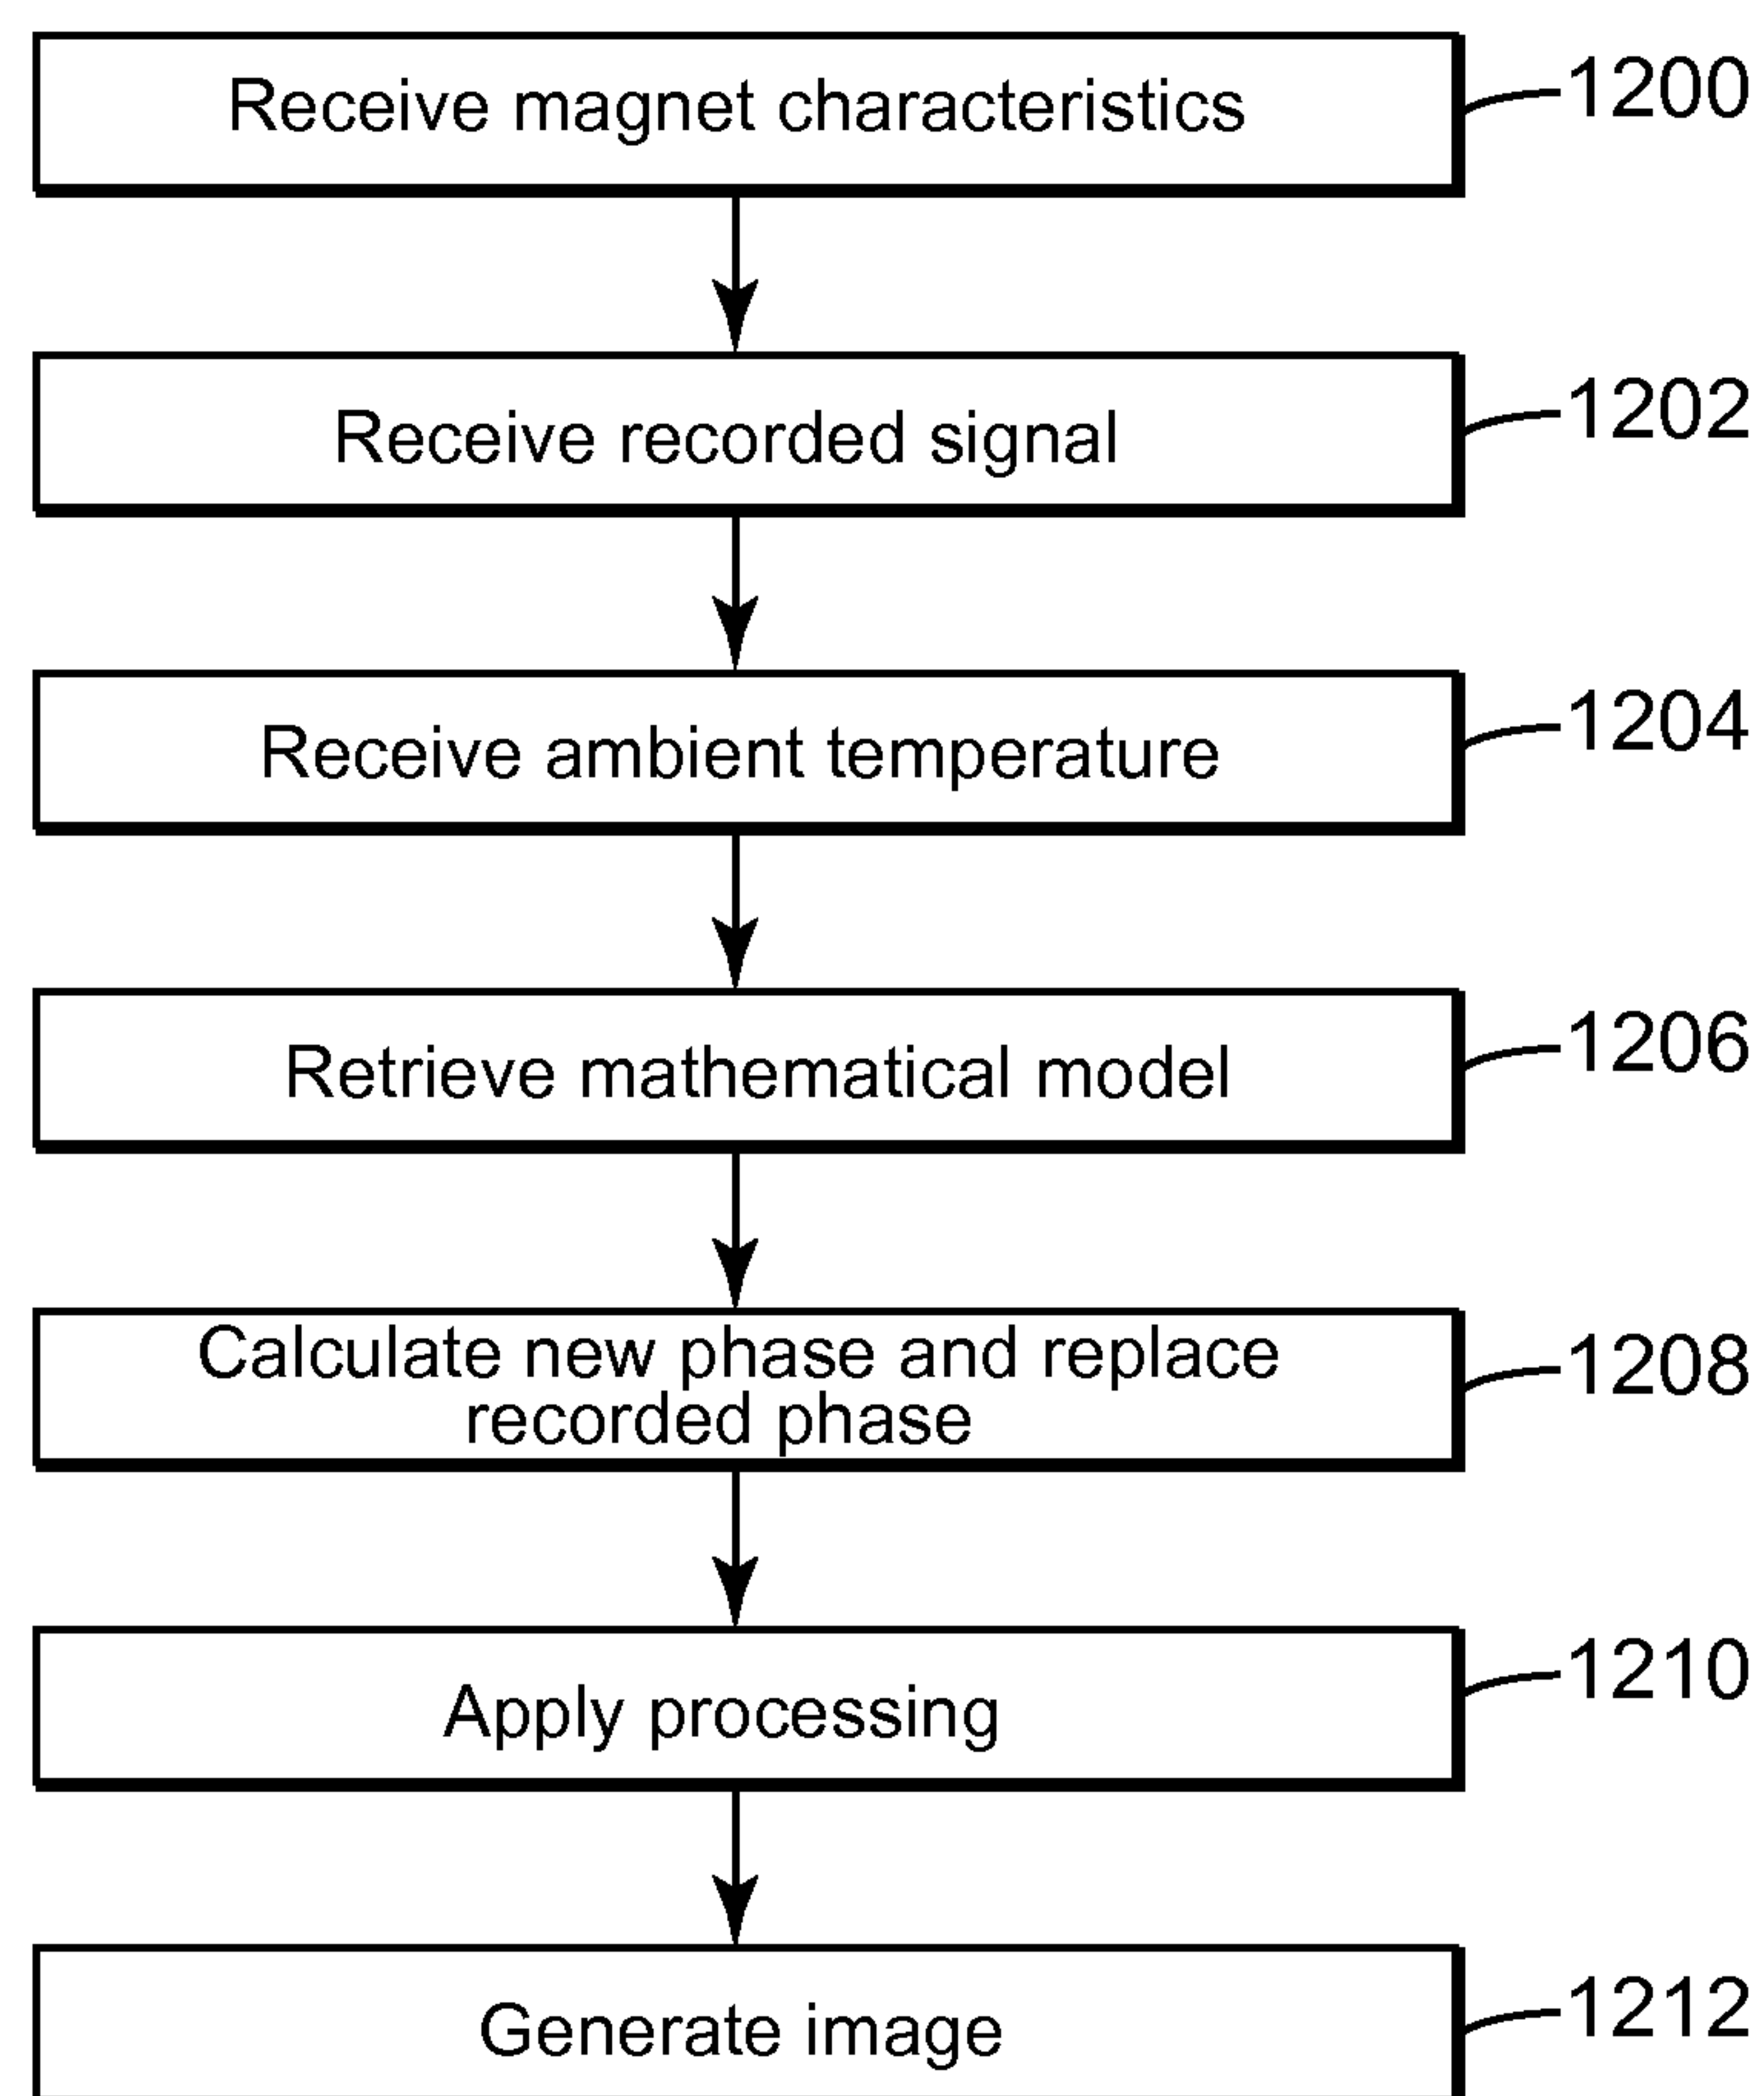 Receive magnet characteristics
1200
Receive recorded signal
1202
Receive ambient temperature
1204
Retrieve mathematical model
1206
Calculate new phase and replace
recorded phase
1208
Apply processing
1210
Generate image
1212